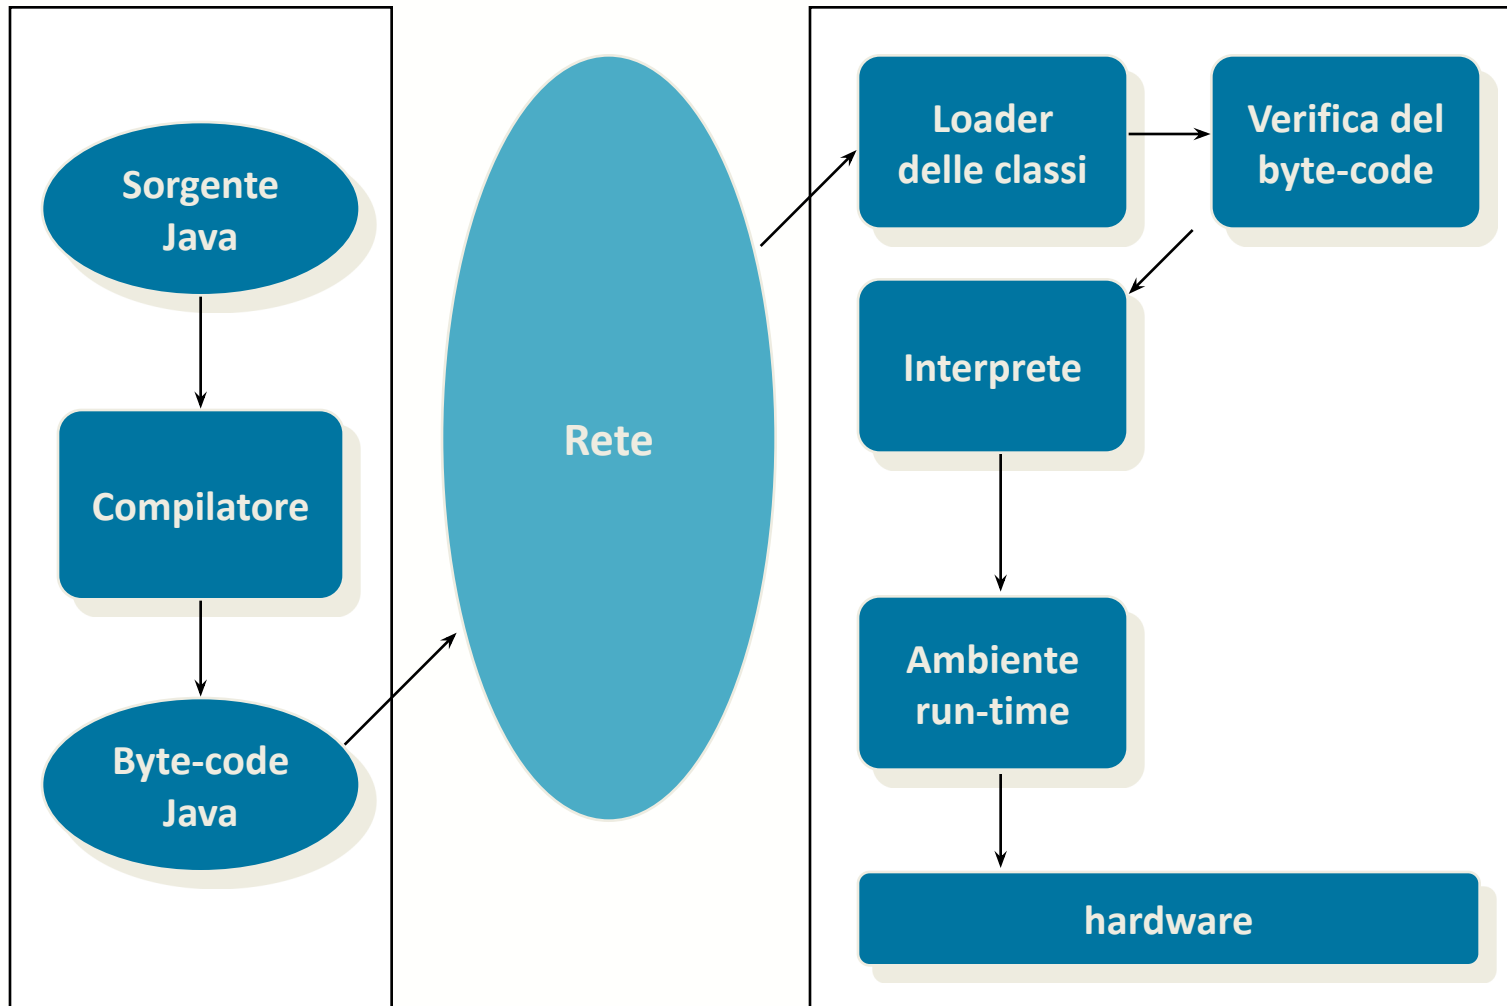 Sorgente
Java
Compilatore
Byte-code
Java
Rete
Loader
delle classi
Verifica del
byte-code
Interprete
Ambiente
run-time
hardware